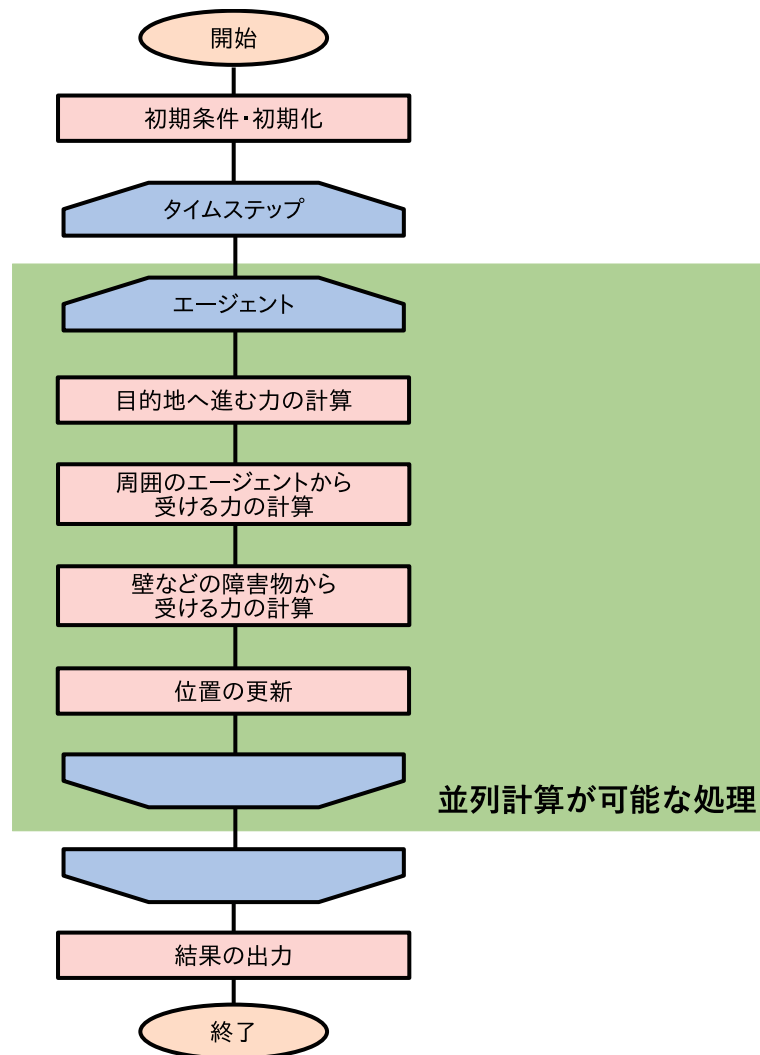 開始
初期条件・初期化
タイムステップ
エージェント
目的地へ進む力の計算
周囲のエージェントから
受ける力の計算
壁などの障害物から
受ける力の計算
位置の更新
並列計算が可能な処理
結果の出力
終了